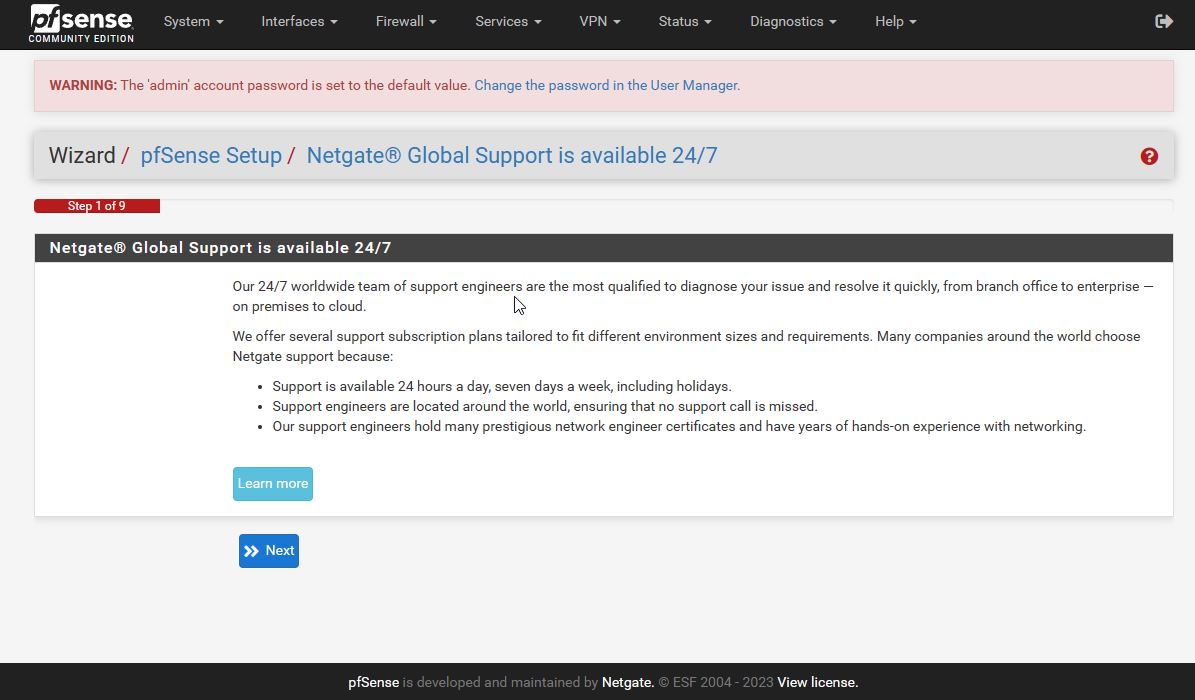 pfsense
COMMUNITY EDITION
System
Interfaces
Firewall
Services
VPN
Status
Diagnostics
Help
WARNING: The 'admin' account password is set to the default value. Change the password in the User Manager.
Wizard / pfSense Setup / Netgate® Global Support is available 24/7
Step 1 of 9
Netgate® Global Support is available 24/7
Our 24/7 worldwide team of support engineers are the most qualified to diagnose your issue and resolve it quickly, from branch office to enterprise —
on premises to cloud.
We offer several support subscription plans tailored to fit different environment sizes and requirements. Many companies around the world choose
Netgate support because:
• Support is available 24 hours a day, seven days a week, including holidays.
• Support engineers are located around the world, ensuring that no support call is missed.
• Our support engineers hold many prestigious network engineer certificates and have years of hands-on experience with networking.
Learn more
Next
pfSense is developed and maintained by Netgate. © ESF 2004 - 2023 View license.